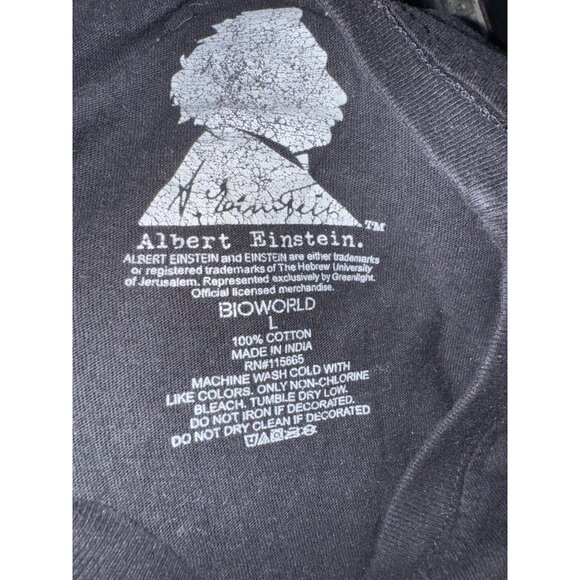 A. Einstein
TM
Albert Einstein.
ALBERT EINSTEIN and EINSTEIN are either trademarks
or registered trademarks of The Hebrew University
of Jerusalem. Represented exclusively by Greenlight.
Official licensed merchandise.
BIOWORLD
L
100% COTTON
MADE IN INDIA
RN#115665
MACHINE WASH COLD WITH
LIKE COLORS. ONLY NON-CHLORINE
BLEACH. TUMBLE DRY LOW.
DO NOT IRON IF DECORATED.
DO NOT DRY CLEAN IF DECORATED